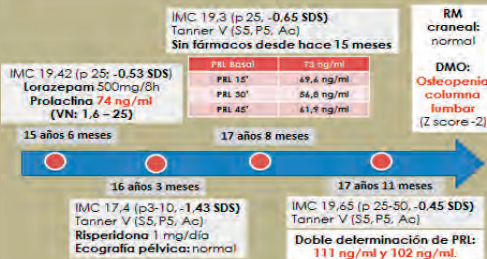 IMC 19,3 (p 25, -0,65 SDS)
Tanner V (S5, P5, Ac)
Sin fármacos desde hace 15 meses
PRL Basal 73 ng/ml
PRL 15' 69,6 ng/ml
PRL 30' 56,8 ng/ml
PRL 45' 61,9 ng/ml
RM
craneal:
normal
DMO:
Osteopenia
columna
lumbar
(Z score -2)
IMC 19,42 (p 25; -0,53 SDS)
Lorazepam 500mg/8h
Prolactina 74 ng/ml
(VN: 1,6 – 25)
15 años 6 meses
17 años 8 meses
16 años 3 meses
17 años 11 meses
IMC 17,4 (p3-10, -1,43 SDS)
Tanner V (S5, P5, Ac)
Risperidona 1 mg/día
Ecografía pélvica: normal
IMC 19,65 (p 25-50, -0,45 SDS)
Tanner V (S5, P5, Ac)
Doble determinación de PRL:
111 ng/ml y 102 ng/ml.